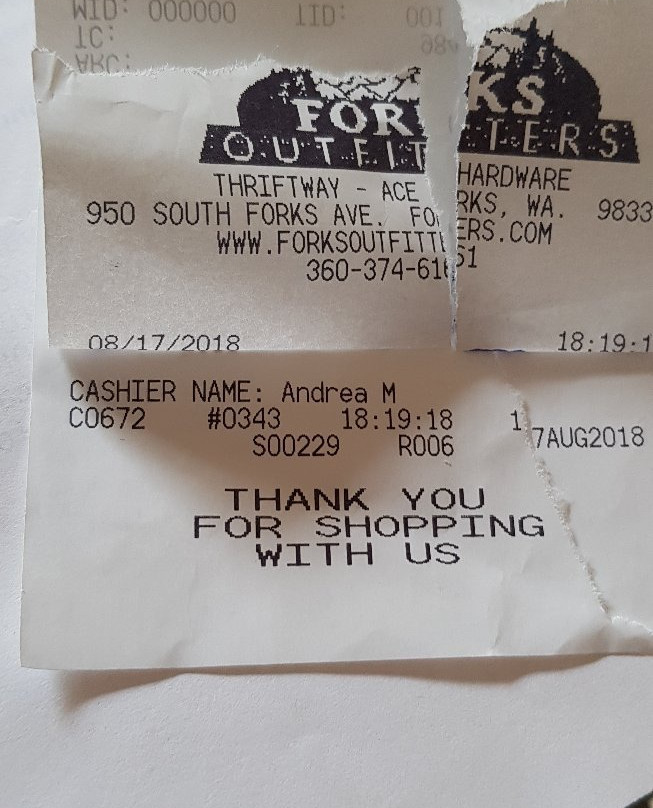 MID: 000000 TID: 001
TC:
ARC:
FORKS
OUTFITTERS
THRIFTWAY - ACE HARDWARE
950 SOUTH FORKS AVE. FORKS, WA. 9833
WWW.FORKSOUTFITTERS.COM
360-374-6161
08/17/2018 18:19:1
CASHIER NAME: Andrea M
C0672 #0343 18:19:18 17AUG2018
S00229 R006
THANK YOU
FOR SHOPPING
WITH US